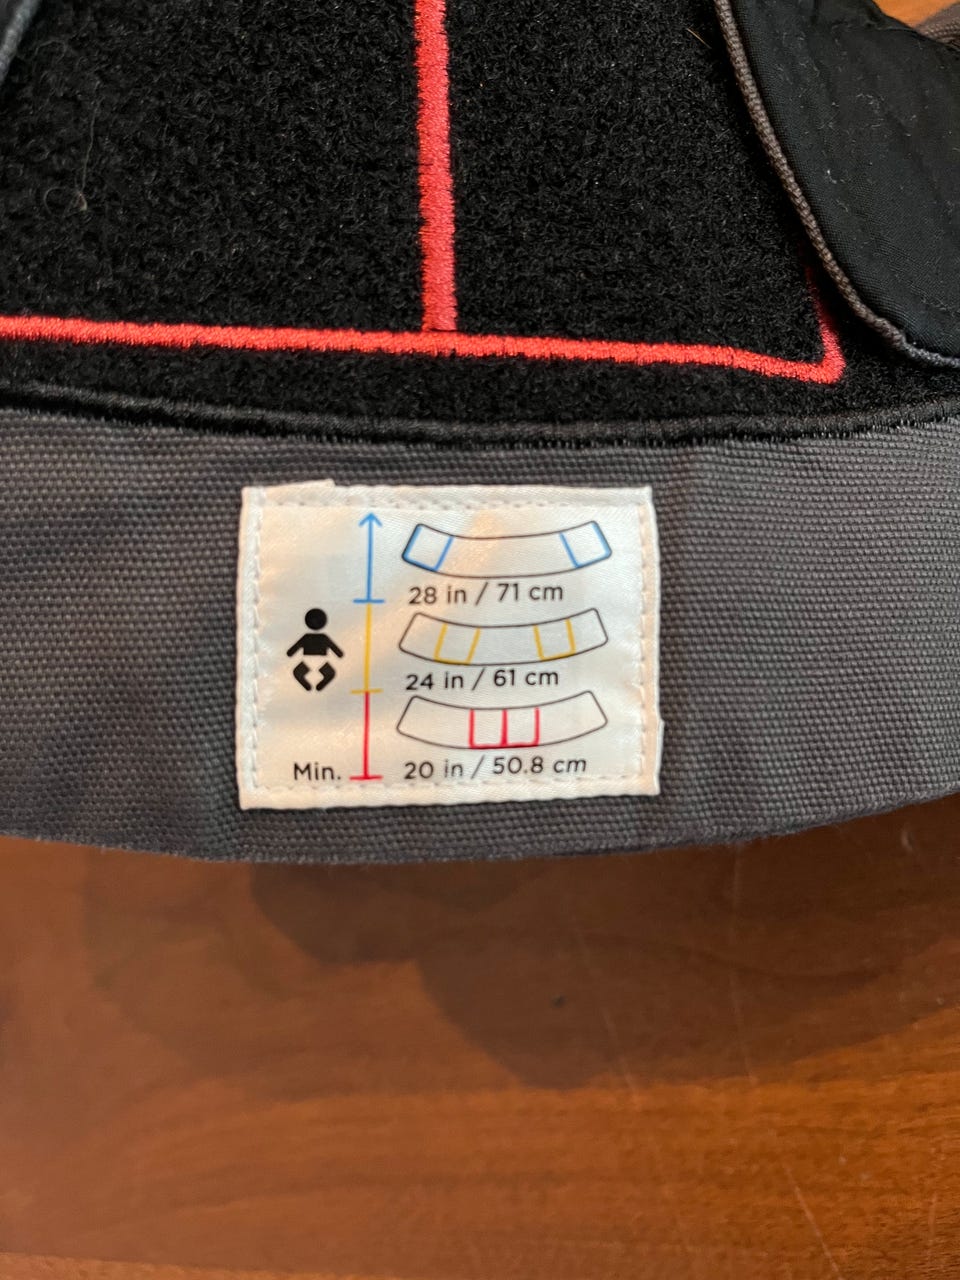 28 in / 71 cm
24 in / 61 cm
Min. 20 in / 50.8 cm